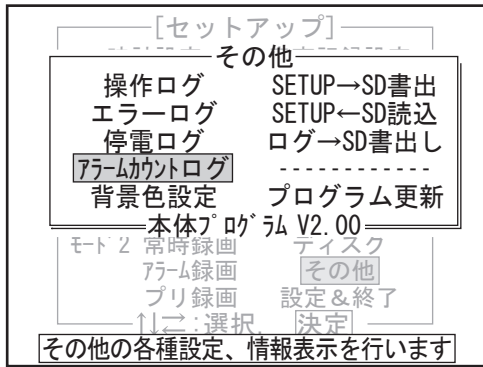 [セットアップ]
その他
操作ログ SETUP→SD書出
エラーログ SETUP←SD読込
停電ログ ログ→SD書出し
ｱﾗｰﾑｶｳﾝﾄログ ------------
背景色設定 プログラム更新
本体ﾌﾟﾛｸﾞﾗﾑ V2.00
ﾓｰﾄﾞ2 常時録画 ディスク
ｱﾗｰﾑ録画 その他
プリ録画 設定＆終了
↑↓⇄:選択, 決定
その他の各種設定、情報表示を行います